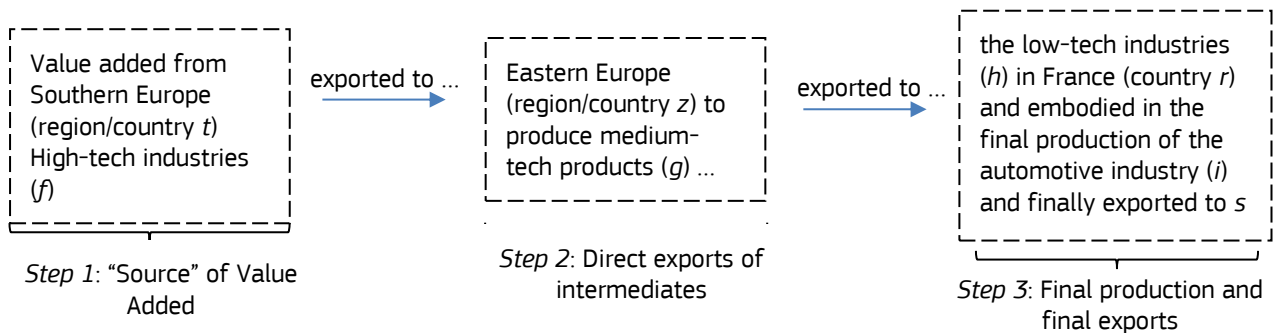 Value added from
Southern Europe
(region/country t)
High-tech industries
(f)
exported to ...
Eastern Europe
(region/country z) to
produce medium-
tech products (g) ...
exported to ...
the low-tech industries
(h) in France (country r)
and embodied in the
final production of the
automotive industry (i)
and finally exported to s
Step 1: “Source” of Value
Added
Step 2: Direct exports of
intermediates
Step 3: Final production and
final exports